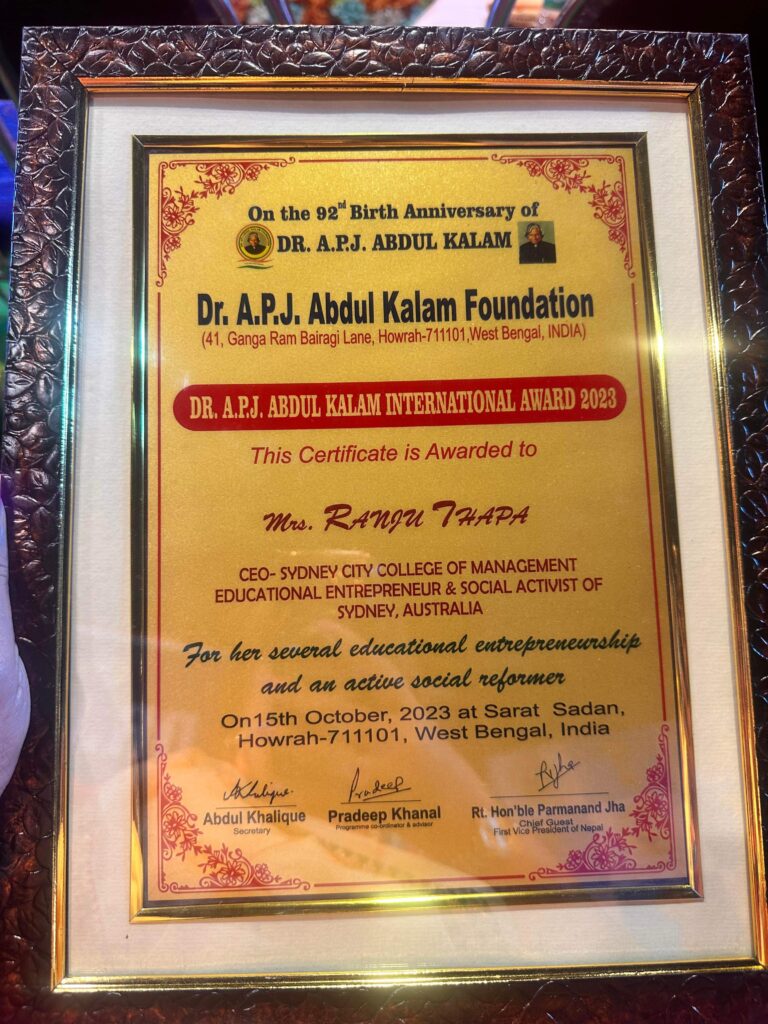 On the 92nd Birth Anniversary of
DR. A.P.J. ABDUL KALAM
Dr. A.P.J. Abdul Kalam Foundation
(41, Ganga Ram Bairagi Lane, Howrah-711101,West Bengal, INDIA)
DR. A.P.J. ABDUL KALAM INTERNATIONAL AWARD 2023
This Certificate is Awarded to
Mrs. RANJU THAPA
CEO- SYDNEY CITY COLLEGE OF MANAGEMENT
EDUCATIONAL ENTREPRENEUR & SOCIAL ACTIVIST OF
SYDNEY, AUSTRALIA
For her several educational entrepreneurship
and an active social reformer
On15th October, 2023 at Sarat Sadan,
Howrah-711101, West Bengal, India
AKhalique
Abdul Khalique
Secretary
Pradeep
Pradeep Khanal
Programme co-ordinator & advisor
Rt. Hon'ble Parmanand Jha
Chief Guest
First Vice President of Nepal